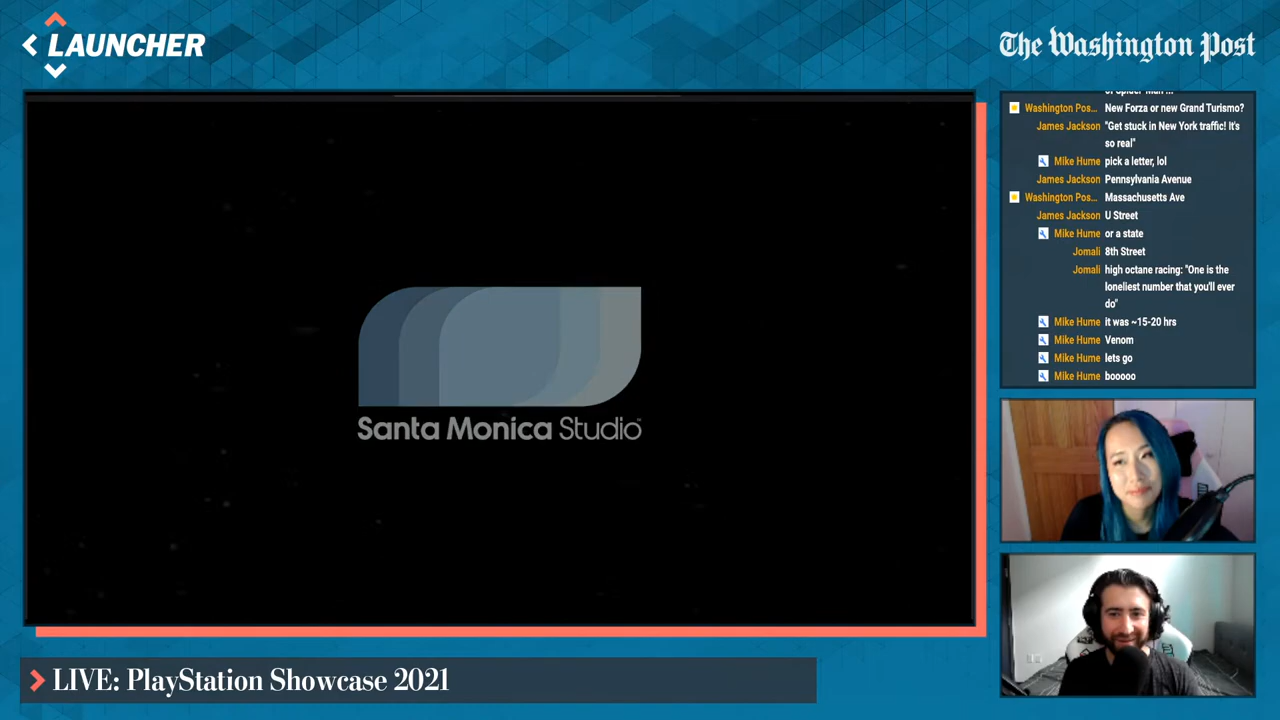 LAUNCHER
The Washington Post
Santa Monica Studio
Washington Pos... New Forza or new Grand Turismo?
James Jackson "Get stuck in New York traffic! It's
so real"
Mike Hume pick a letter, lol
James Jackson Pennsylvania Avenue
Washington Pos... Massachusetts Ave
James Jackson U Street
Mike Hume or a state
Jomali 8th Street
Jomali high octane racing: "One is the
loneliest number that you'll ever
do"
Mike Hume it was ~15-20 hrs
Mike Hume Venom
Mike Hume lets go
Mike Hume booooo
LIVE: PlayStation Showcase 2021